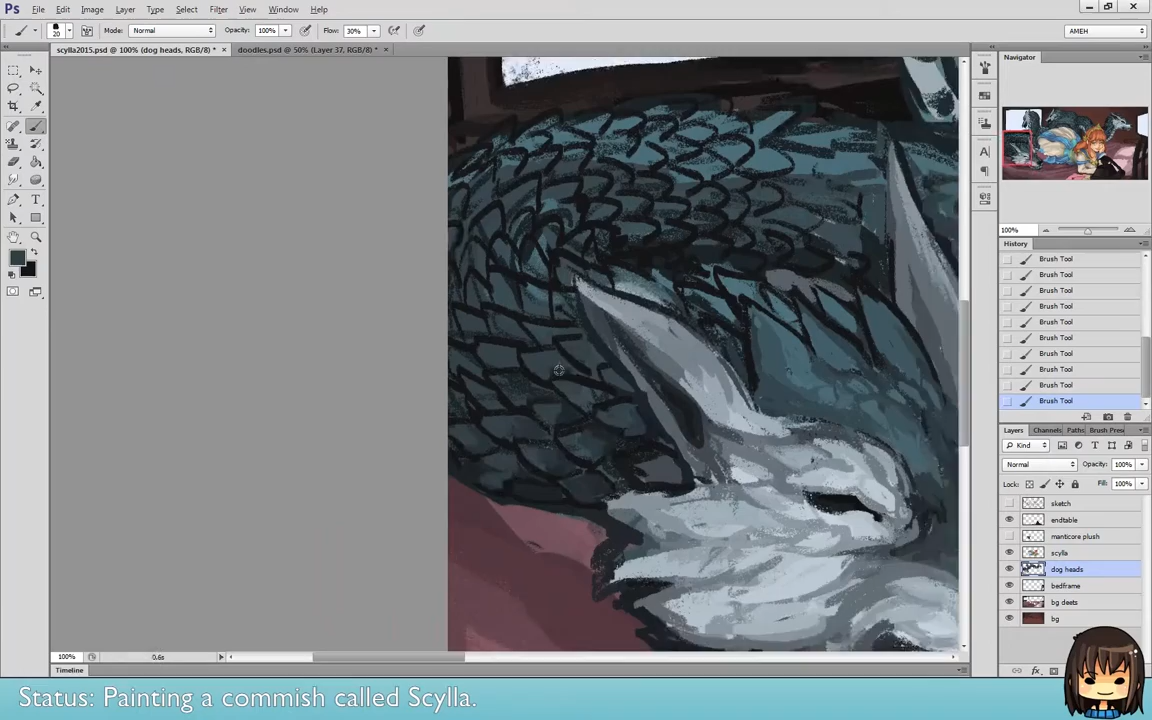 Ps File Edit Image Layer Type Select Filter View Window Help
20 Mode: Normal Opacity: 100% Flow: 30% AMEH
scylla2015.psd @ 100% (dog heads, RGB/8) * × doodles.psd @ 50% (Layer 37, RGB/8) * ×
Navigator
100%
History
Brush Tool
Brush Tool
Brush Tool
Brush Tool
Brush Tool
Brush Tool
Brush Tool
Brush Tool
Brush Tool
Brush Tool
Layers Channels Paths Brush Pres
Kind
Normal Opacity: 100%
Lock: Fill: 100%
sketch
endtable
manticore plush
scylla
dog heads
bedframe
bg deets
bg
100% 0.6s
Timeline
Status: Painting a commish called Scylla.